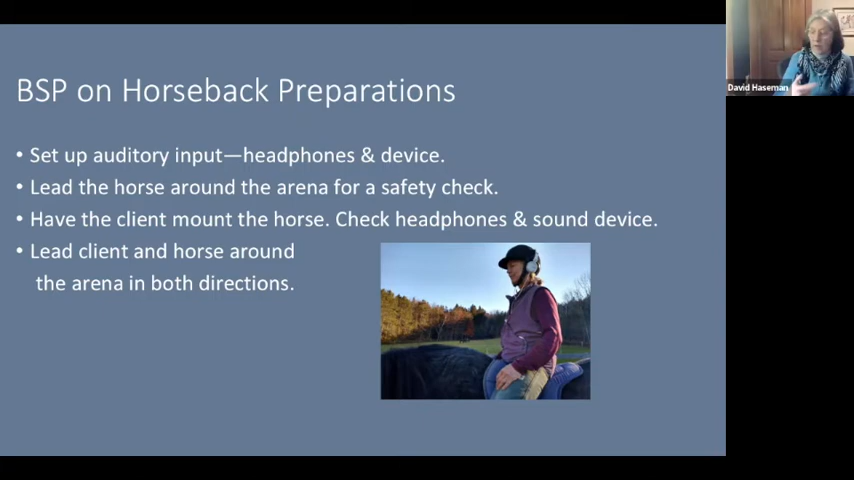 BSP on Horseback Preparations
• Set up auditory input—headphones & device.
• Lead the horse around the arena for a safety check.
• Have the client mount the horse. Check headphones & sound device.
• Lead client and horse around
the arena in both directions.
David Haseman